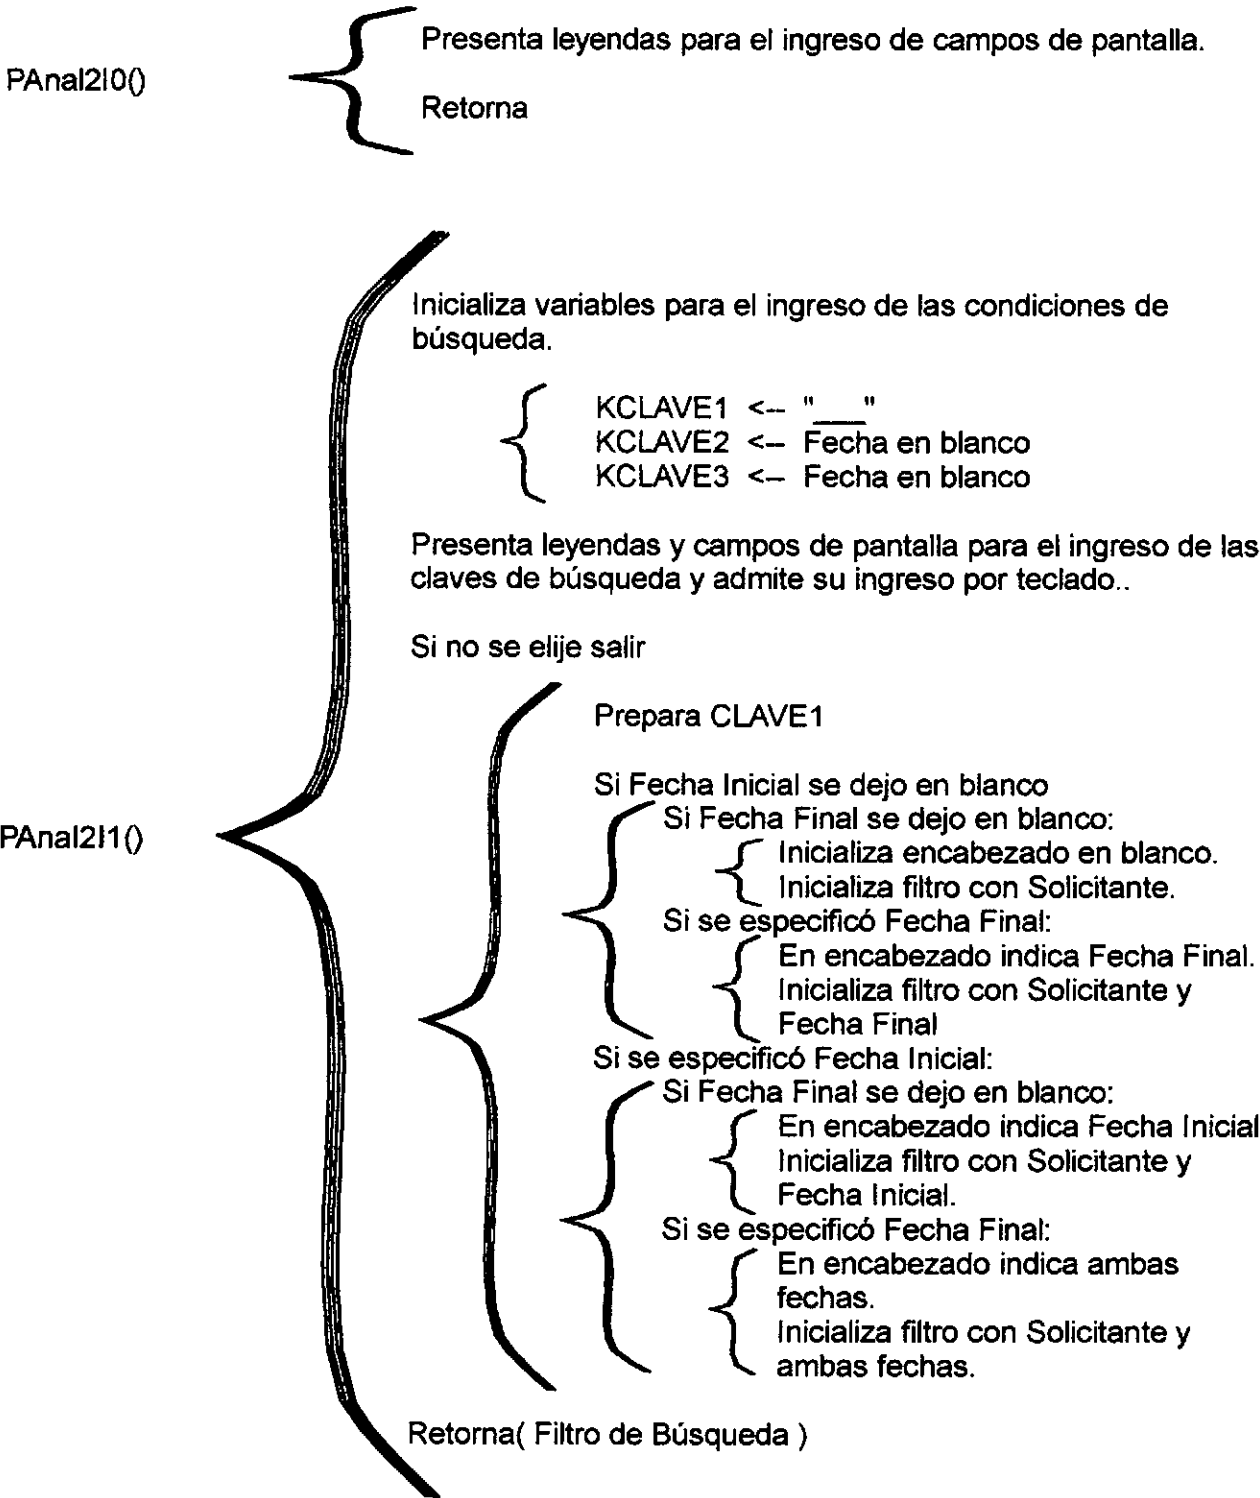 Presenta leyendas para el ingreso de campos de pantalla.
PAnal2I0()
Retorna
Inicializa variables para el ingreso de las condiciones de
búsqueda.
KCLAVE1 <-- "___"
KCLAVE2 <-- Fecha en blanco
KCLAVE3 <-- Fecha en blanco
Presenta leyendas y campos de pantalla para el ingreso de las
claves de búsqueda y admite su ingreso por teclado..
Si no se elije salir
Prepara CLAVE1
Si Fecha Inicial se dejo en blanco
Si Fecha Final se dejo en blanco:
PAnal2I1()
Inicializa encabezado en blanco.
Inicializa filtro con Solicitante.
Si se especificó Fecha Final:
En encabezado indica Fecha Final.
Inicializa filtro con Solicitante y
Fecha Final
Si se especificó Fecha Inicial:
Si Fecha Final se dejo en blanco:
En encabezado indica Fecha Inicial
Inicializa filtro con Solicitante y
Fecha Inicial.
Si se especificó Fecha Final:
En encabezado indica ambas
fechas.
Inicializa filtro con Solicitante y
ambas fechas.
Retorna( Filtro de Búsqueda )